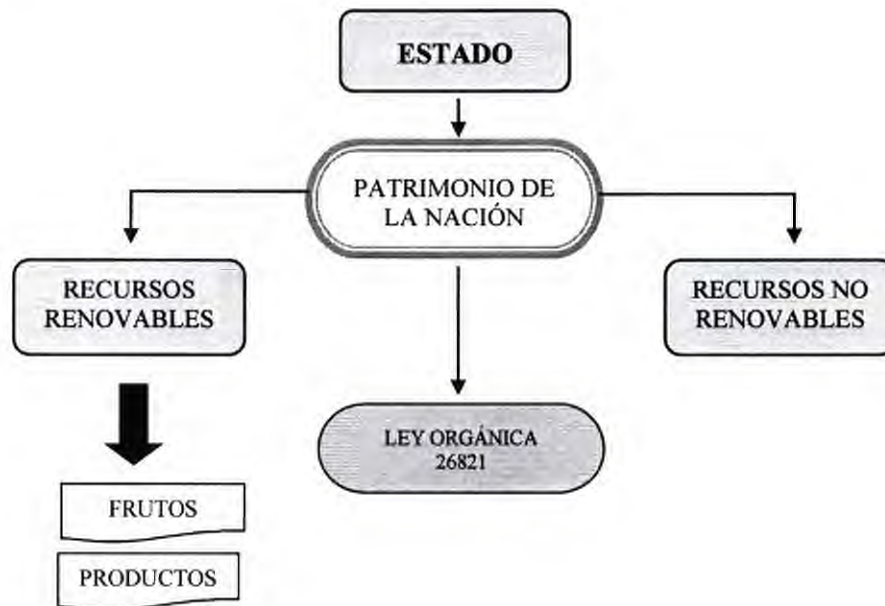 ESTADO
PATRIMONIO DE
LA NACIÓN
RECURSOS
RENOVABLES
RECURSOS NO
RENOVABLES
LEY ORGÁNICA
26821
FRUTOS
PRODUCTOS